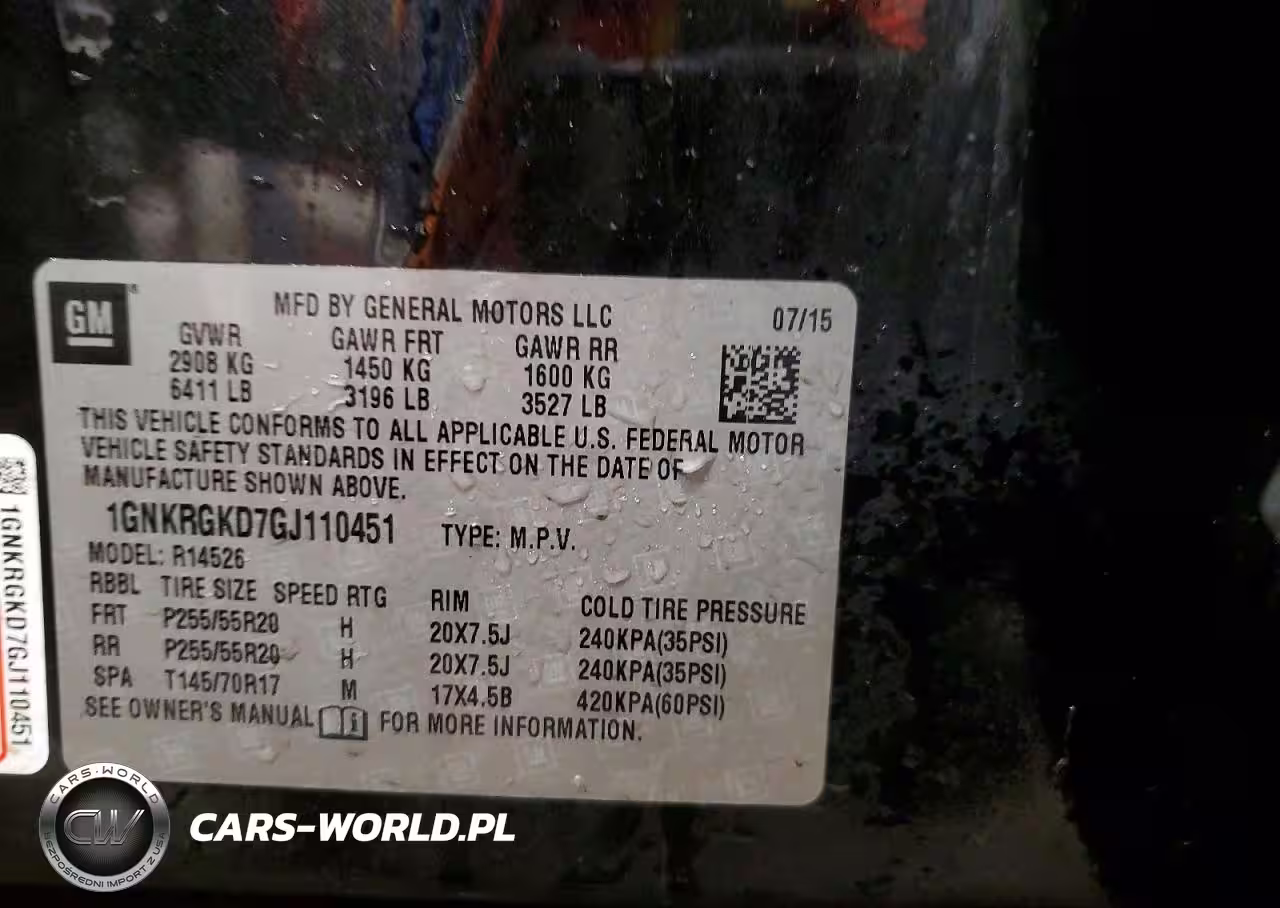 GM
MFD BY GENERAL MOTORS LLC 07/15
GVWR GAWR FRT GAWR RR
2908 KG 1450 KG 1600 KG
6411 LB 3196 LB 3527 LB
THIS VEHICLE CONFORMS TO ALL APPLICABLE U.S. FEDERAL MOTOR
VEHICLE SAFETY STANDARDS IN EFFECT ON THE DATE OF
MANUFACTURE SHOWN ABOVE.
1GNKRGKD7GJ110451 TYPE: M.P.V.
MODEL: R14526
RBBL TIRE SIZE SPEED RTG RIM COLD TIRE PRESSURE
FRT P255/55R20 H 20X7.5J 240KPA(35PSI)
RR P255/55R20 H 20X7.5J 240KPA(35PSI)
SPA T145/70R17 M 17X4.5B 420KPA(60PSI)
SEE OWNER'S MANUAL i FOR MORE INFORMATION.
1GNKRGKD7GJ110451
CARS-WORLD
CW
BEZPOŚREDNI IMPORT Z USA
CARS-WORLD.PL